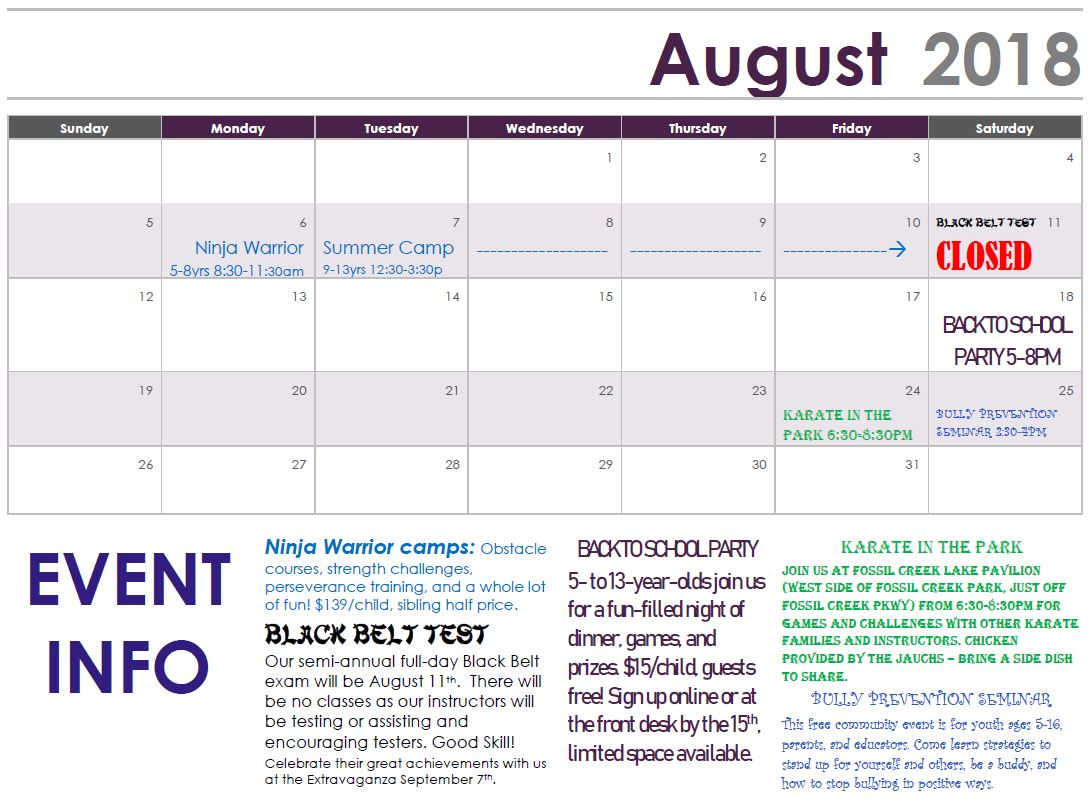 August 2018
Sunday Monday Tuesday Wednesday Thursday Friday Saturday
1 2 3 4
5 6 7 8 9 10 BLACK BELT TEST 11
Ninja Warrior Summer Camp ------------------- ------------------- ---------------→ CLOSED
5-8yrs 8:30-11:30am 9-13yrs 12:30-3:30p
12 13 14 15 16 17 18
BACK TO SCHOOL
PARTY 5-8PM
19 20 21 22 23 24 25
KARATE IN THE
PARK 6:30-8:30PM
BULLY PREVENTION
SEMINAR 2:30-4PM
26 27 28 29 30 31
EVENT
INFO
Ninja Warrior camps: Obstacle
courses, strength challenges,
perseverance training, and a whole lot
of fun! $139/child, sibling half price.
BLACK BELT TEST
Our semi-annual full-day Black Belt
exam will be August 11th. There will
be no classes as our instructors will
be testing or assisting and
encouraging testers. Good Skill!
Celebrate their great achievements with us
at the Extravaganza September 7th.
BACK TO SCHOOL PARTY
5- to 13-year-olds join us
for a fun-filled night of
dinner, games, and
prizes. $15/child, guests
free! Sign up online or at
the front desk by the 15th,
limited space available.
KARATE IN THE PARK
JOIN US AT FOSSIL CREEK LAKE PAVILION
(WEST SIDE OF FOSSIL CREEK PARK, JUST OFF
FOSSIL CREEK PKWY) FROM 6:30-8:30PM FOR
GAMES AND CHALLENGES WITH OTHER KARATE
FAMILIES AND INSTRUCTORS. CHICKEN
PROVIDED BY THE JAUCHS – BRING A SIDE DISH
TO SHARE.
BULLY PREVENTION SEMINAR
This free community event is for youth ages 5-16,
parents, and educators. Come learn strategies to
stand up for yourself and others, be a buddy, and
how to stop bullying in positive ways.